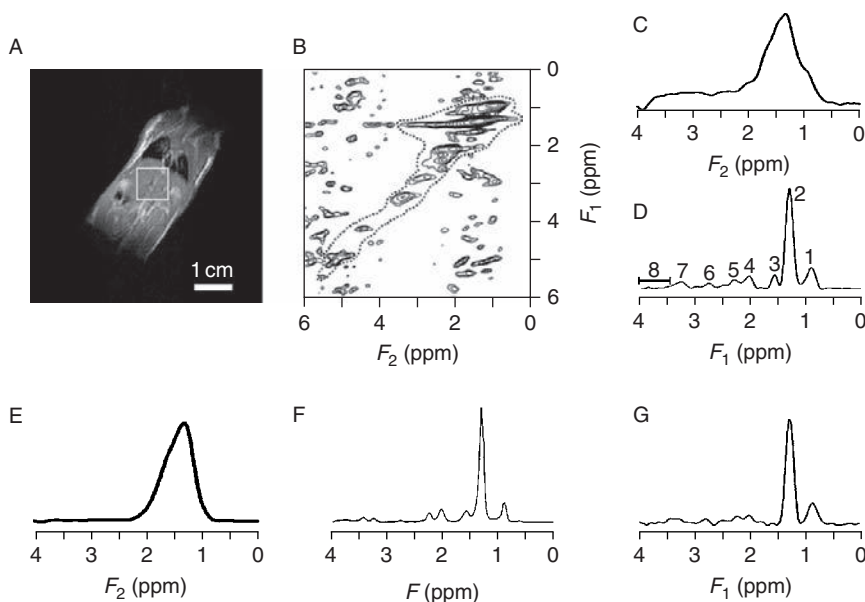 A
1 cm
B
0
2
4
6
F1 (ppm)
6 4 2 0
F2 (ppm)
C
4 3 2 1 0
F2 (ppm)
D
8 7 6 5 4 3 2 1
4 3 2 1 0
F1 (ppm)
E
4 3 2 1 0
F2 (ppm)
F
4 3 2 1 0
F (ppm)
G
4 3 2 1 0
F1 (ppm)